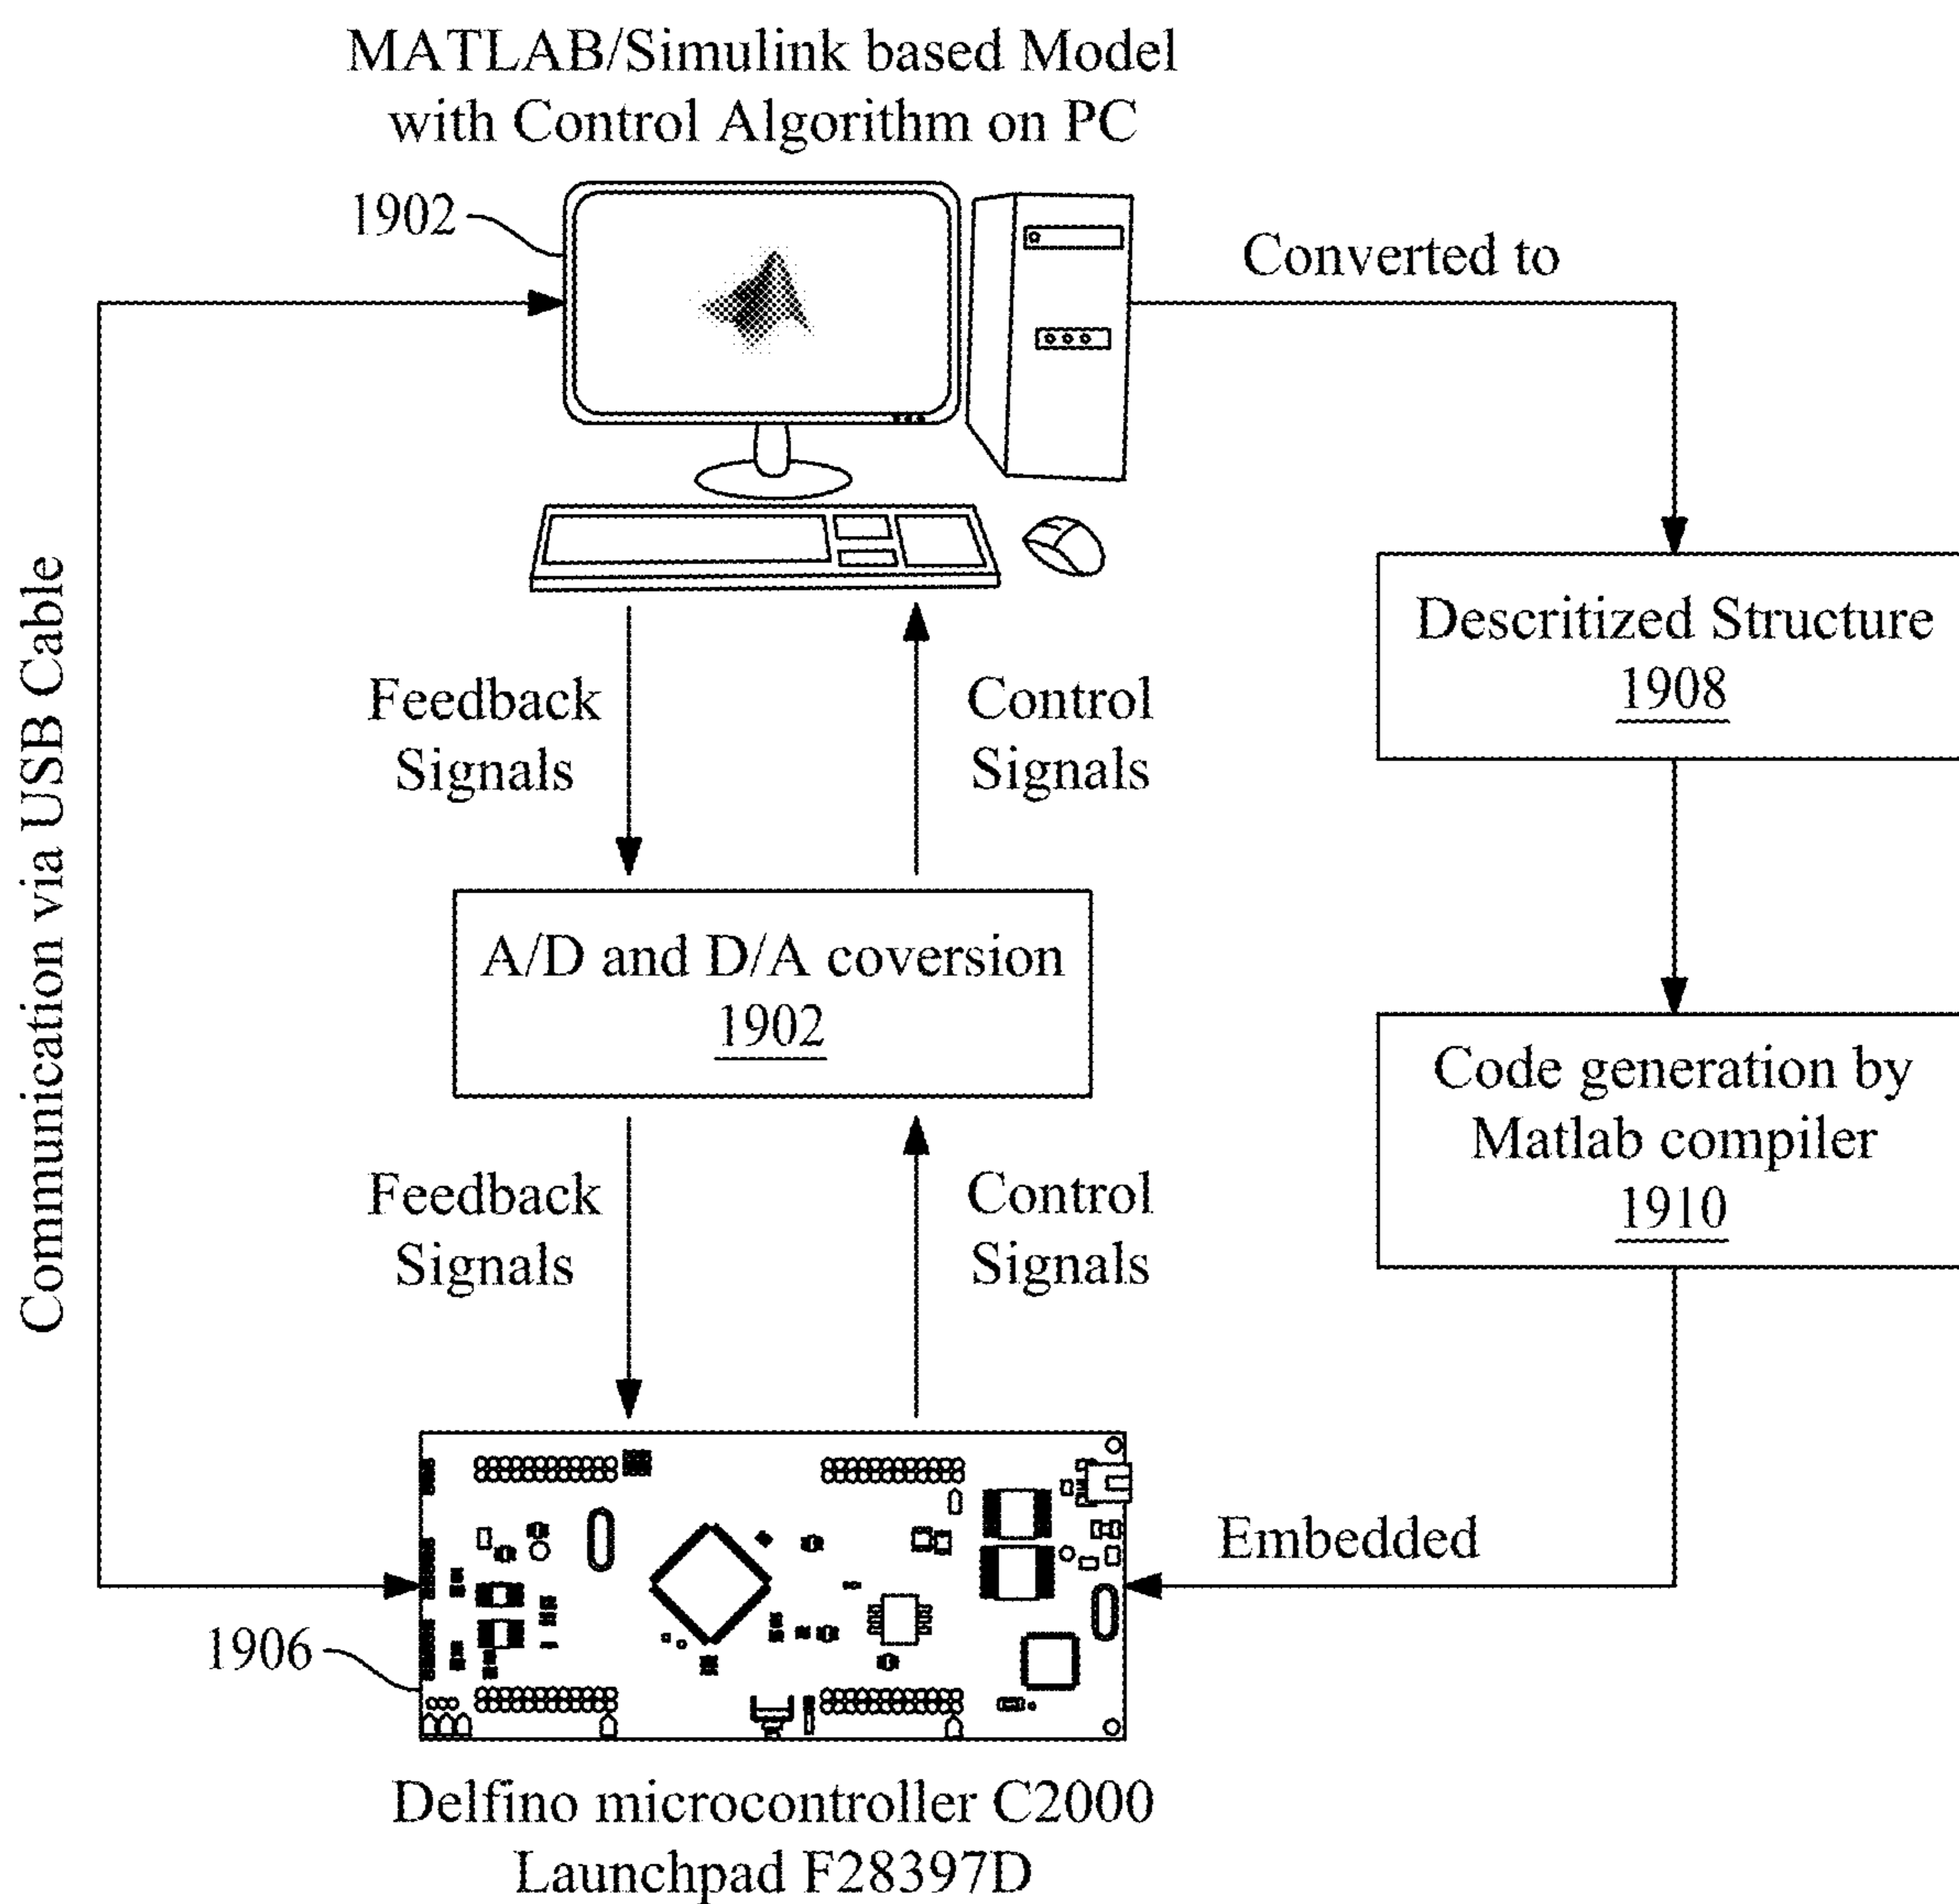 MATLAB/Simulink based Model
with Control Algorithm on PC
1902
Converted to
Communication via USB Cable
Descritized Structure
1908
Feedback
Signals
Control
Signals
A/D and D/A coversion
1902
Code generation by
Matlab compiler
1910
Feedback
Signals
Control
Signals
Embedded
1906
Delfino microcontroller C2000
Launchpad F28397D